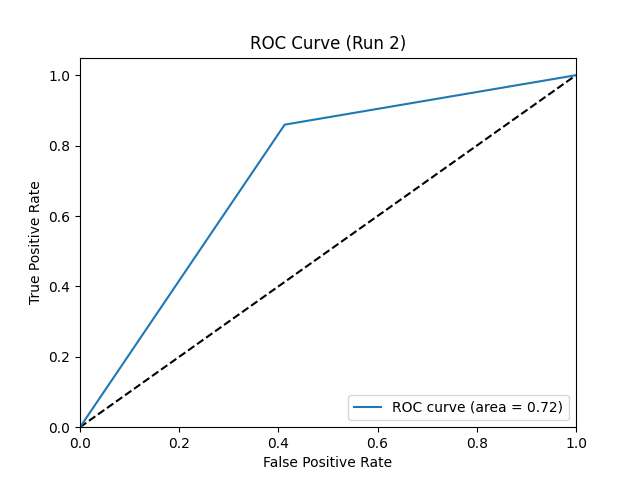 ROC Curve (Run 2)
True Positive Rate
1.0
0.8
0.6
0.4
0.2
0.0
0.0 0.2 0.4 0.6 0.8 1.0
False Positive Rate
ROC curve (area = 0.72)